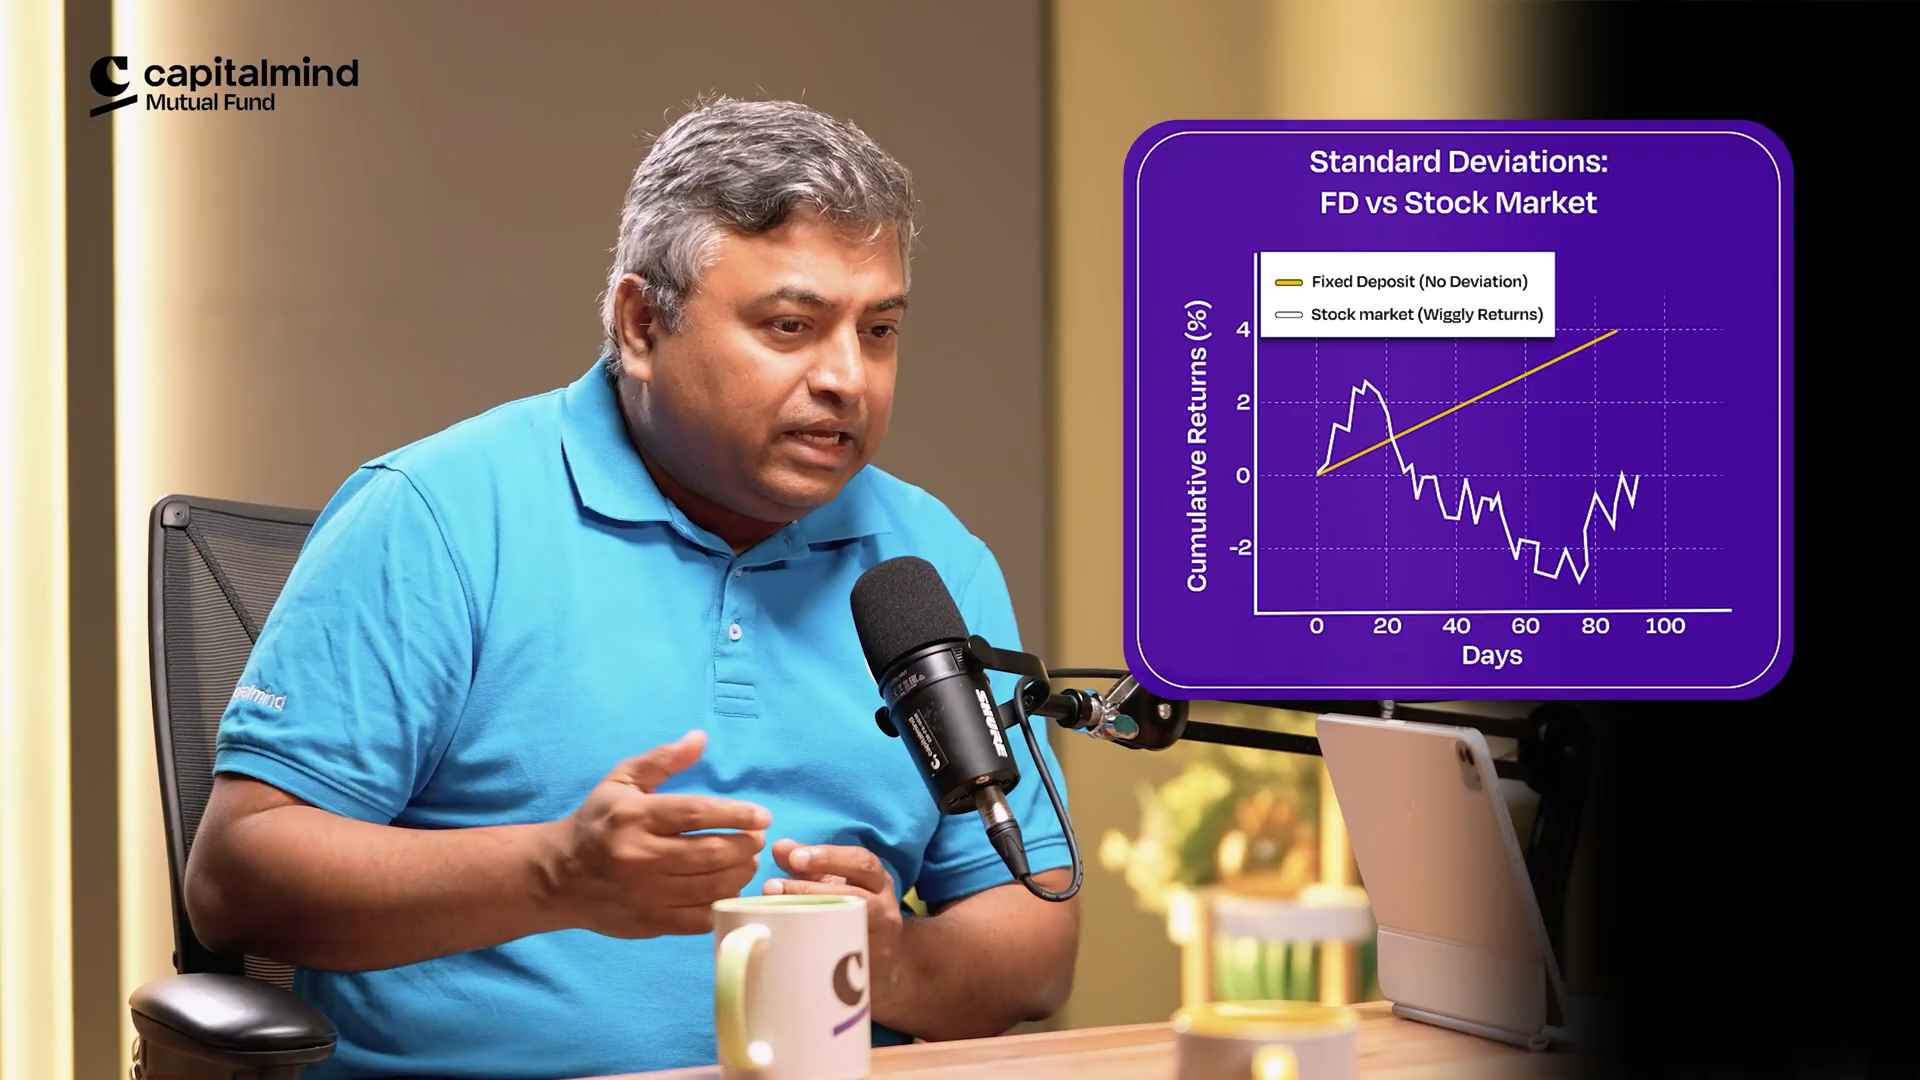 capitalmind
Mutual Fund
Standard Deviations:
FD vs Stock Market
Fixed Deposit (No Deviation)
Stock market (Wiggly Returns)
Cumulative Returns (%)
4
2
0
-2
0 20 40 60 80 100
Days
SHURE
capitalmind